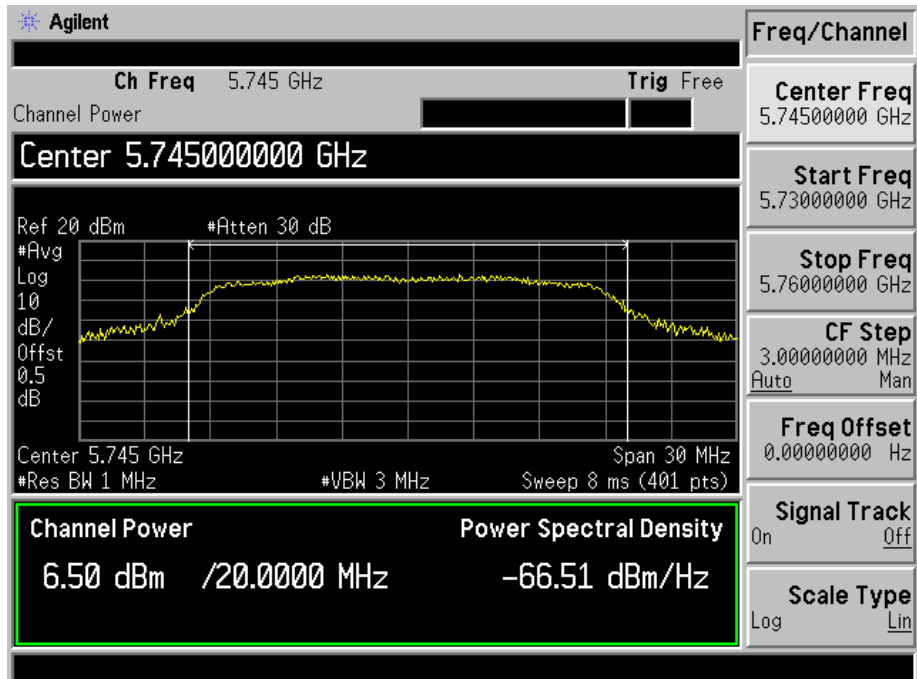 Agilent
Freq/Channel
Ch Freq 5.745 GHz Trig Free
Channel Power
Center 5.745000000 GHz
Ref 20 dBm #Atten 30 dB
#Avg
Log
10
dB/
Offst
0.5
dB
Center 5.745 GHz Span 30 MHz
#Res BW 1 MHz #VBW 3 MHz Sweep 8 ms (401 pts)
Channel Power Power Spectral Density
6.50 dBm /20.0000 MHz -66.51 dBm/Hz
Center Freq
5.74500000 GHz
Start Freq
5.73000000 GHz
Stop Freq
5.76000000 GHz
CF Step
3.00000000 MHz
Auto Man
Freq Offset
0.00000000 Hz
Signal Track
On Off
Scale Type
Log Lin